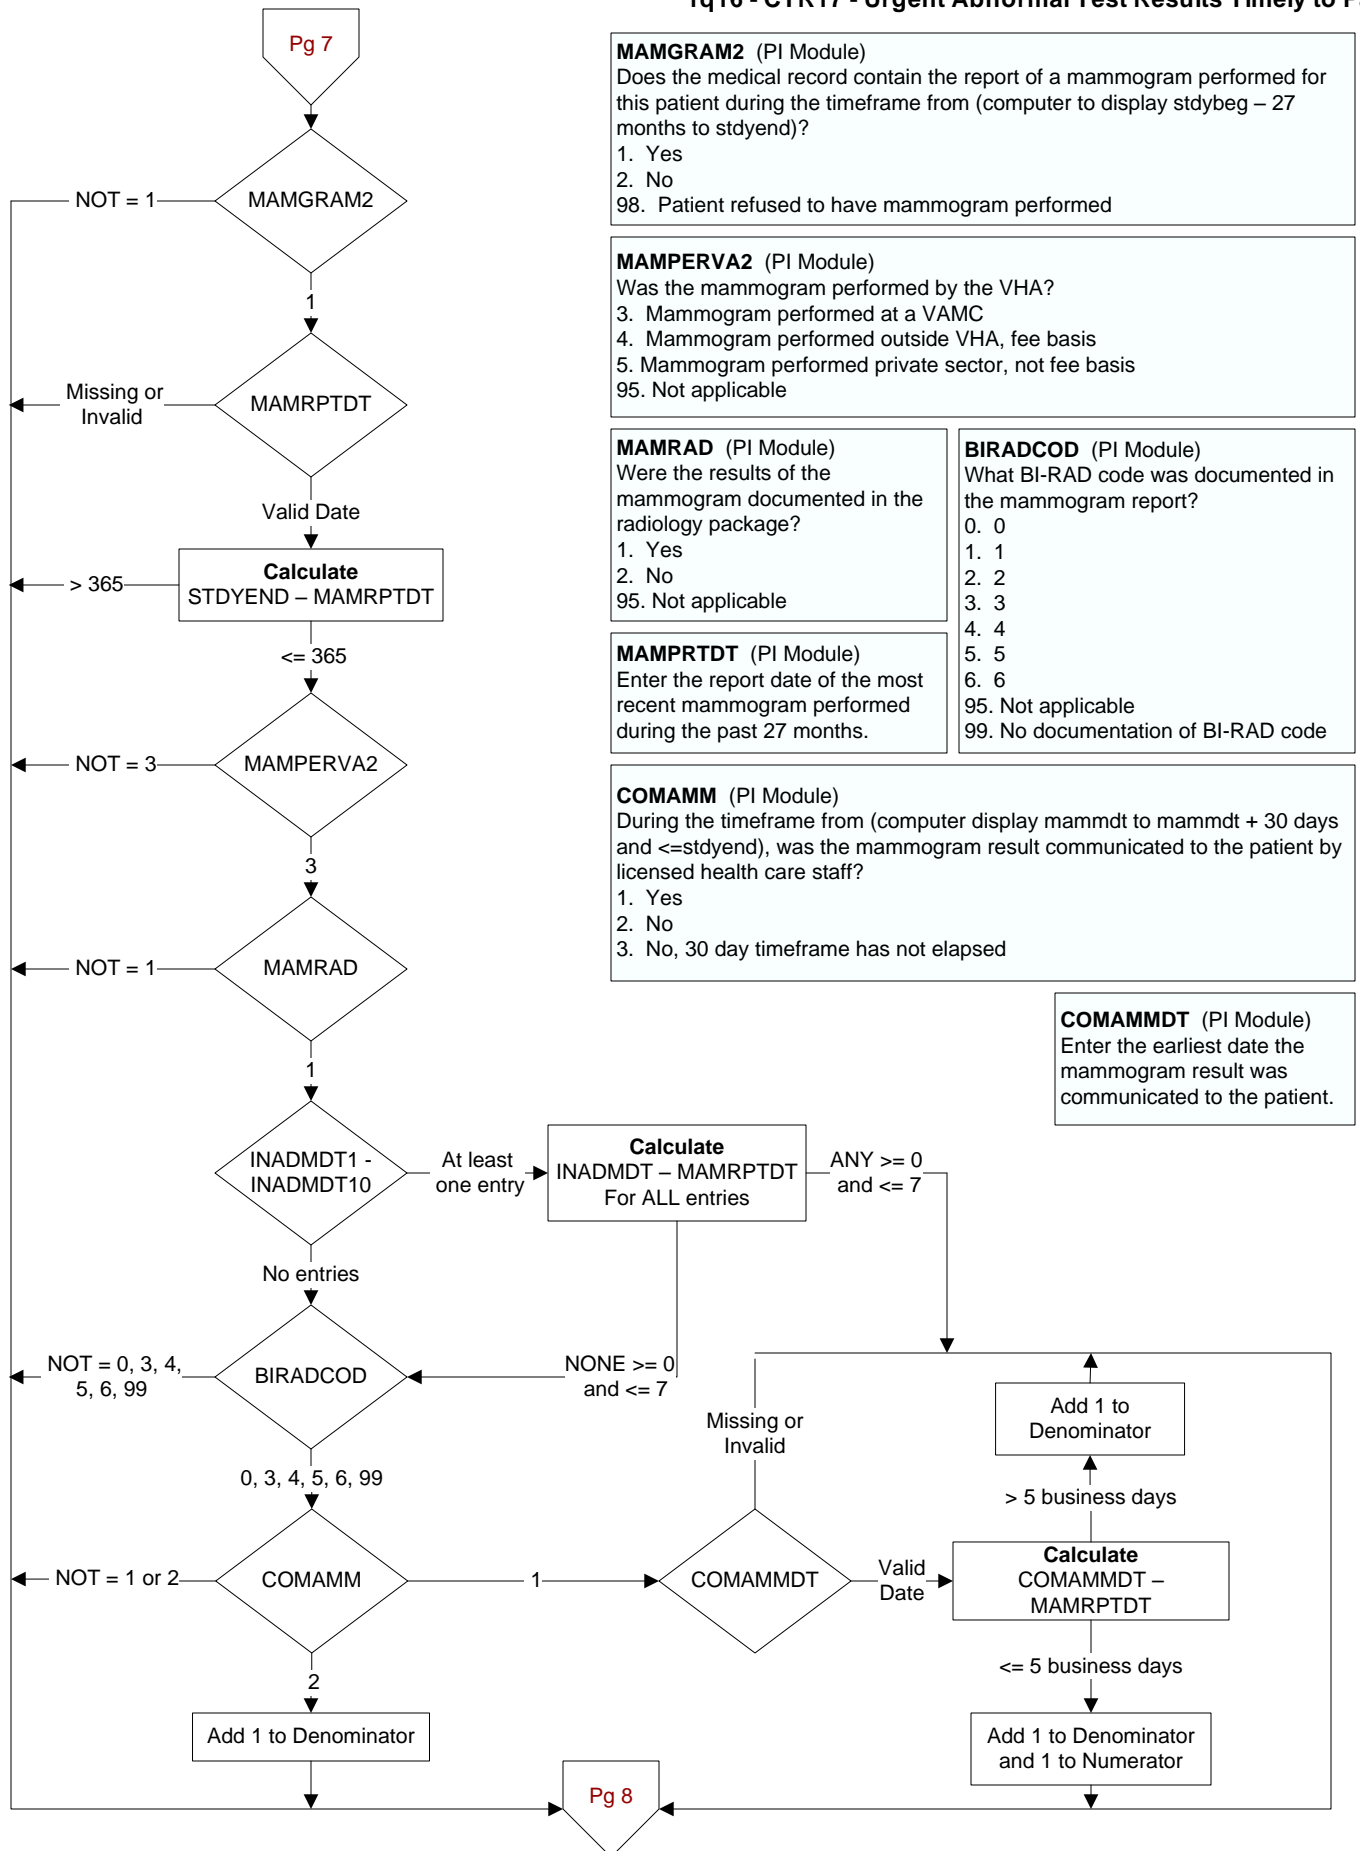 1q16 - CTR17 - Urgent Abnormal Test Results Timely to
Pg 7
MAMGRAM2 (PI Module)
Does the medical record contain the report of a mammogram performed for
this patient during the timeframe from (computer to display stdybeg – 27
months to stdyend)?
1. Yes
2. No
98. Patient refused to have mammogram performed
NOT = 1
MAMGRAM2
1
MAMPERVA2 (PI Module)
Was the mammogram performed by the VHA?
3. Mammogram performed at a VAMC
4. Mammogram performed outside VHA, fee basis
5. Mammogram performed private sector, not fee basis
95. Not applicable
Missing or
Invalid
MAMRPTDT
Valid Date
MAMRAD (PI Module)
Were the results of the
mammogram documented in the
radiology package?
1. Yes
2. No
95. Not applicable
BIRADCOD (PI Module)
What BI-RAD code was documented in
the mammogram report?
0. 0
1. 1
2. 2
3. 3
4. 4
5. 5
6. 6
95. Not applicable
99. No documentation of BI-RAD code
> 365
Calculate
STDYEND – MAMRPTDT
<= 365
MAMPRTDT (PI Module)
Enter the report date of the most
recent mammogram performed
during the past 27 months.
NOT = 3
MAMPERVA2
3
COMAMM (PI Module)
During the timeframe from (computer display mammdt to mammdt + 30 days
and <=stdyend), was the mammogram result communicated to the patient by
licensed health care staff?
1. Yes
2. No
3. No, 30 day timeframe has not elapsed
NOT = 1
MAMRAD
1
COMAMMDT (PI Module)
Enter the earliest date the
mammogram result was
communicated to the patient.
INADMDT1 -
INADMDT10
At least
one entry
Calculate
INADMDT – MAMRPTDT
For ALL entries
ANY >= 0
and <= 7
No entries
NOT = 0, 3, 4,
5, 6, 99
BIRADCOD
NONE >= 0
and <= 7
0, 3, 4, 5, 6, 99
Missing or
Invalid
Add 1 to
Denominator
> 5 business days
NOT = 1 or 2
COMAMM
1
COMAMMDT
Valid
Date
Calculate
COMAMMDT –
MAMRPTDT
2
<= 5 business days
Add 1 to Denominator
Add 1 to Denominator
and 1 to Numerator
Pg 8